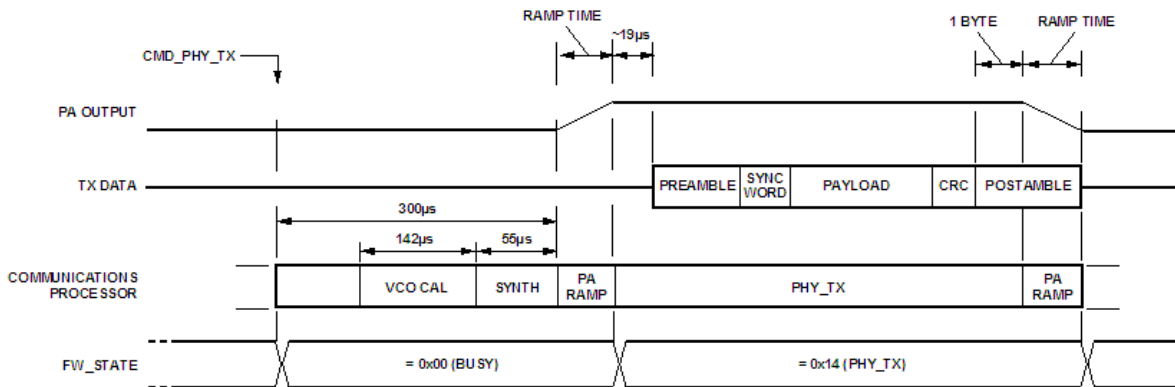 RAMP TIME
1 BYTE
RAMP TIME
~19µs
CMD_PHY_TX
PA OUTPUT
TX DATA
PREAMBLE
SYNC
WORD
PAYLOAD
CRC
POSTAMBLE
300µs
142µs
55µs
COMMUNICATIONS
PROCESSOR
VCO CAL
SYNTH
PA
RAMP
PHY_TX
PA
RAMP
FW_STATE
= 0x00 (BUSY)
= 0x14 (PHY_TX)